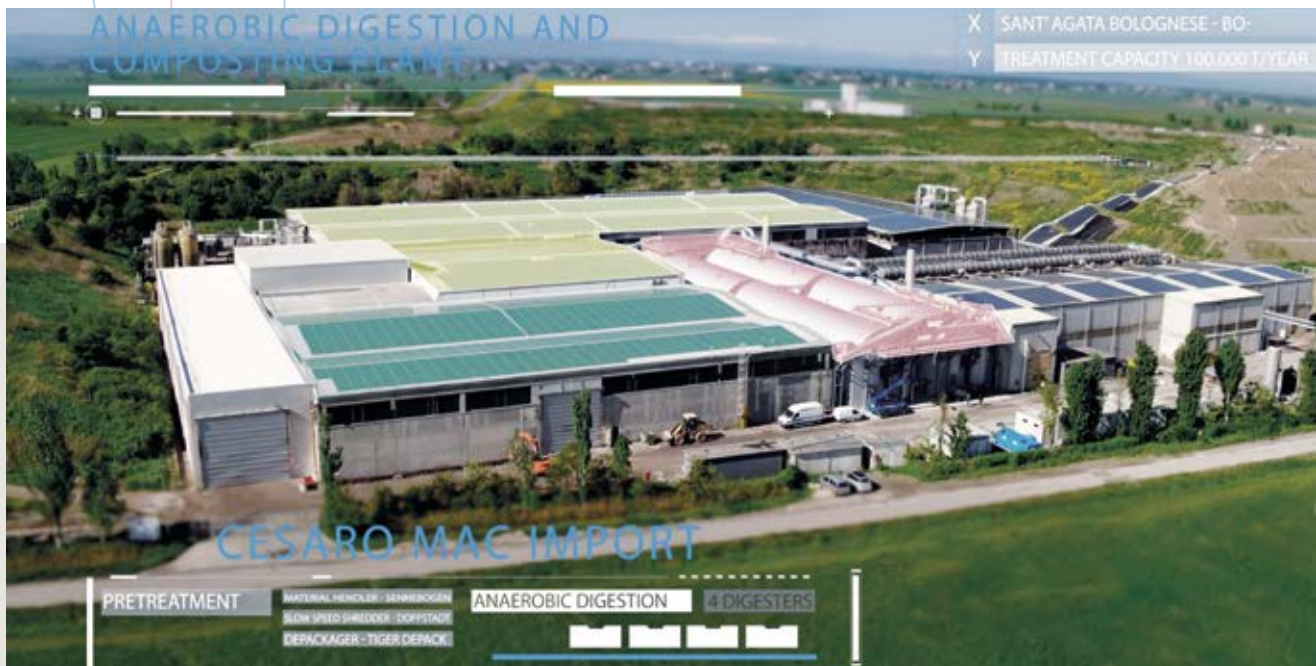 ANAEROBIC DIGESTION AND
COMPOSTING PLANT
X SANT' AGATA BOLOGNESE - BO-
Y TREATMENT CAPACITY 100.000 T/YEAR
CESARO MAC IMPORT
PRETREATMENT
MATERIAL HENDLER - SENNEBOGEN
SLOW SPEED SHREDDER - DOPPSTADT
DEPACKAGER - TIGER DEPACK
ANAEROBIC DIGESTION
4 DIGESTERS